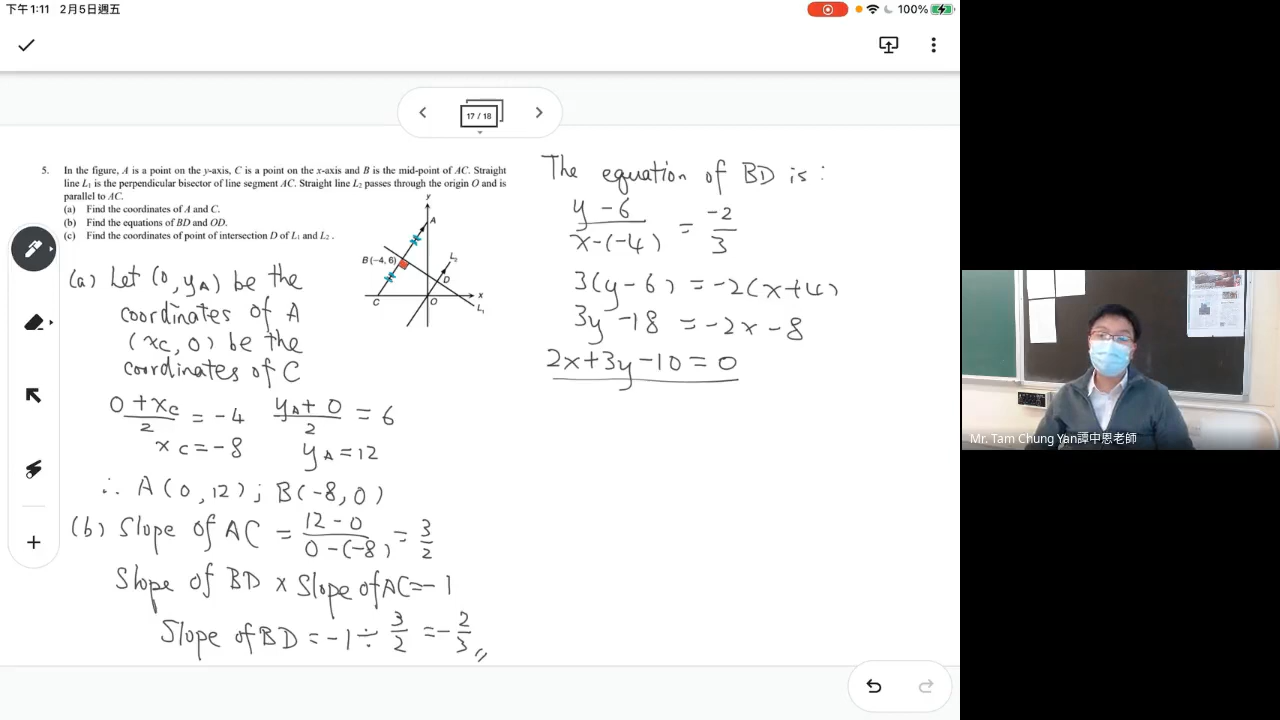 下午1:11 2月5日週五
100%
17 / 18
5. In the figure, A is a point on the y-axis, C is a point on the x-axis and B is the mid-point of AC. Straight
line L₁ is the perpendicular bisector of line segment AC. Straight line L₂ passes through the origin O and is
parallel to AC.
(a) Find the coordinates of A and C.
(b) Find the equations of BD and OD.
(c) Find the coordinates of point of intersection D of L₁ and L₂ .
y
A
L₂
B(−4, 6)
D
C
O
x
L₁
(a) Let (0, yA) be the
coordinates of A
(xC, 0) be the
coordinates of C
(0 + xC)/2 = -4 (yA + 0)/2 = 6
xC = -8 yA = 12
∴ A(0, 12) ; B(-8, 0)
(b) Slope of AC = (12 - 0)/(0 - (-8)) = 3/2
Slope of BD × Slope of AC = -1
Slope of BD = -1 ÷ 3/2 = -2/3 〃
The equation of BD is :
(y - 6)/(x - (-4)) = -2/3
3(y - 6) = -2(x + 4)
3y - 18 = -2x - 8
2x + 3y - 10 = 0
Mr. Tam Chung Yan譚中恩老師